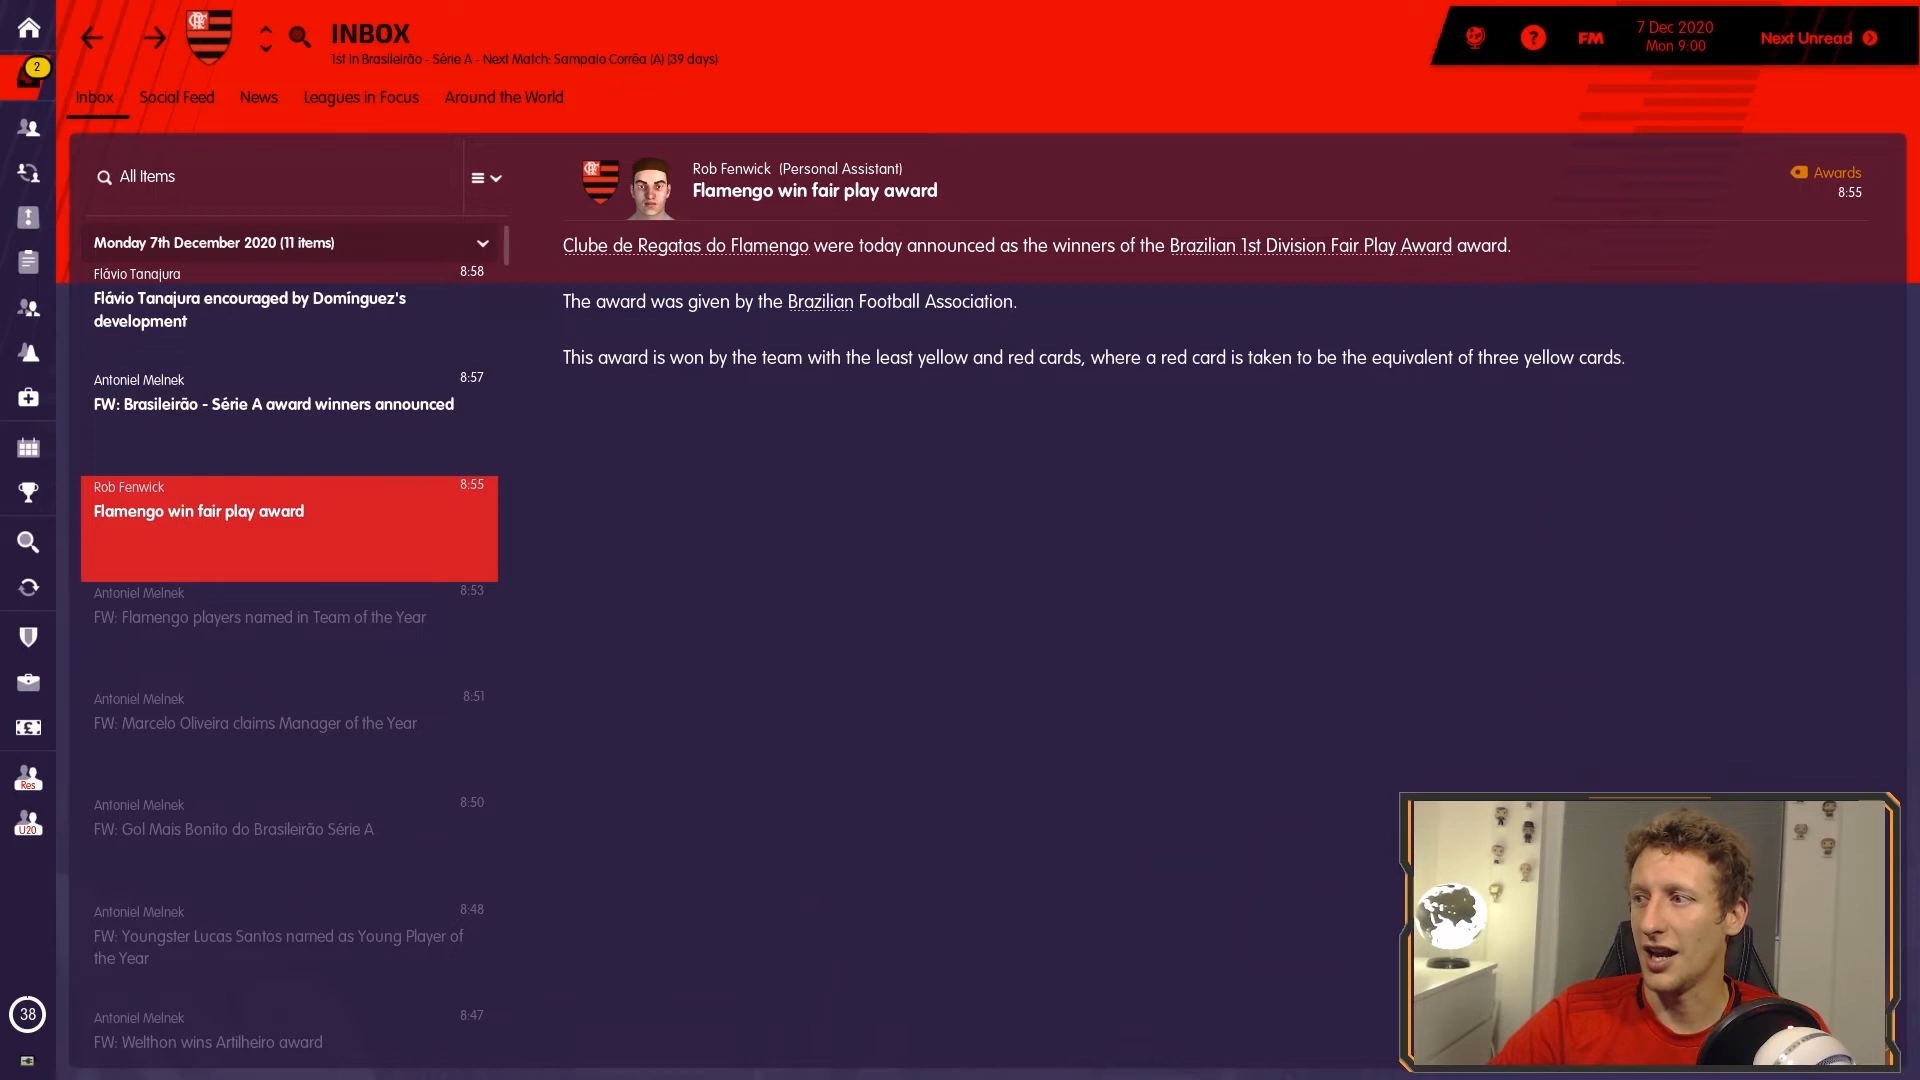 INBOX
1st in Brasileirão - Série A - Next Match: Sampaio Corrêa (A) (39 days)
FM
7 Dec 2020
Mon 9:00
Next Unread
2
Inbox
Social Feed
News
Leagues in Focus
Around the World
All Items
Monday 7th December 2020 (11 items)
Flávio Tanajura
8:58
Flávio Tanajura encouraged by Domínguez's
development
Antoniel Melnek
8:57
FW: Brasileirão - Série A award winners announced
Rob Fenwick
8:55
Flamengo win fair play award
Antoniel Melnek
8:53
FW: Flamengo players named in Team of the Year
Antoniel Melnek
8:51
FW: Marcelo Oliveira claims Manager of the Year
Antoniel Melnek
8:50
FW: Gol Mais Bonito do Brasileirão Série A
Antoniel Melnek
8:48
FW: Youngster Lucas Santos named as Young Player of
the Year
Antoniel Melnek
8:47
FW: Welthon wins Artilheiro award
Rob Fenwick (Personal Assistant)
Flamengo win fair play award
Awards
8:55
Clube de Regatas do Flamengo were today announced as the winners of the Brazilian 1st Division Fair Play Award award.
The award was given by the Brazilian Football Association.
This award is won by the team with the least yellow and red cards, where a red card is taken to be the equivalent of three yellow cards.
Res
U20
38